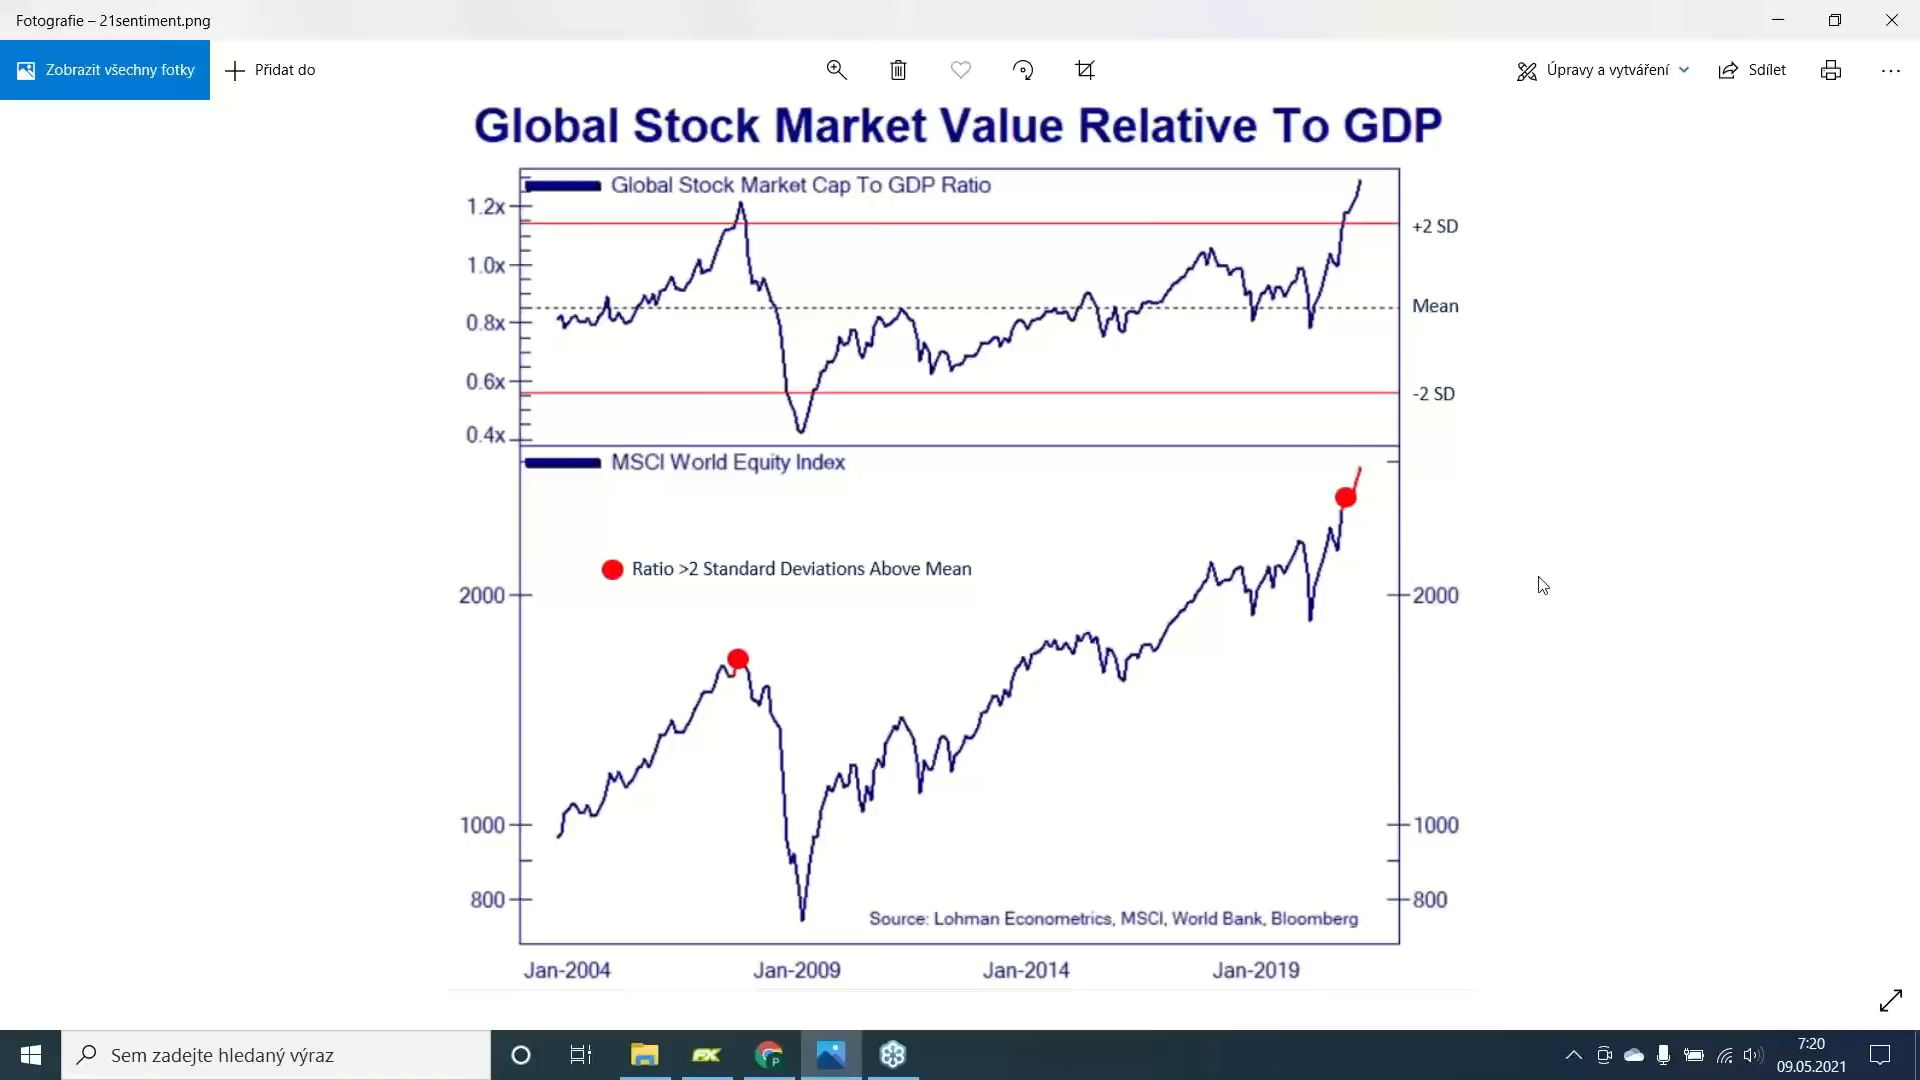 Fotografie – 21sentiment.png
Zobrazit všechny fotky
Přidat do
Úpravy a vytváření
Sdílet
Global Stock Market Value Relative To GDP
Global Stock Market Cap To GDP Ratio
1.2x
+2 SD
1.0x
Mean
0.8x
0.6x
-2 SD
0.4x
MSCI World Equity Index
Ratio >2 Standard Deviations Above Mean
2000
2000
1000
1000
800
800
Source: Lohman Econometrics, MSCI, World Bank, Bloomberg
Jan-2004
Jan-2009
Jan-2014
Jan-2019
Sem zadejte hledaný výraz
FX
P
7:20
09.05.2021